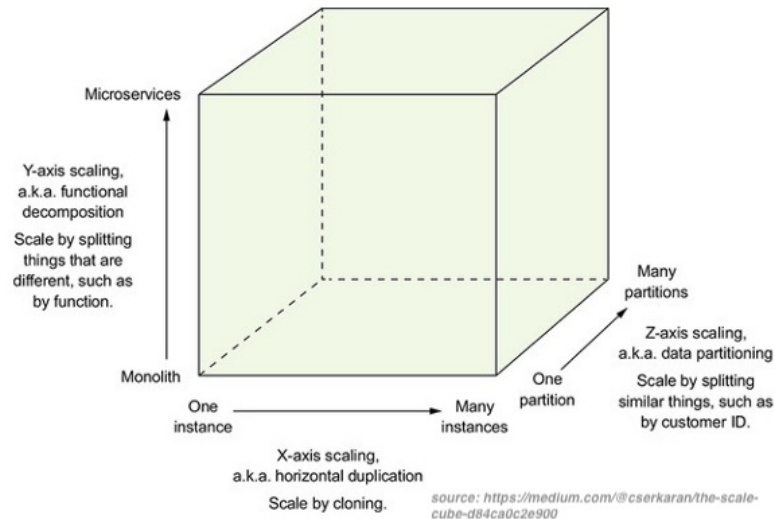 Microservices
Y-axis scaling,
a.k.a. functional
decomposition
Scale by splitting
things that are
different, such as
by function.
Monolith
One
instance
Many
instances
X-axis scaling,
a.k.a. horizontal duplication
Scale by cloning.
One
partition
Many
partitions
Z-axis scaling,
a.k.a. data partitioning
Scale by splitting
similar things, such as
by customer ID.
source: https://medium.com/@cserkaran/the-scale-
cube-d84ca0c2e900